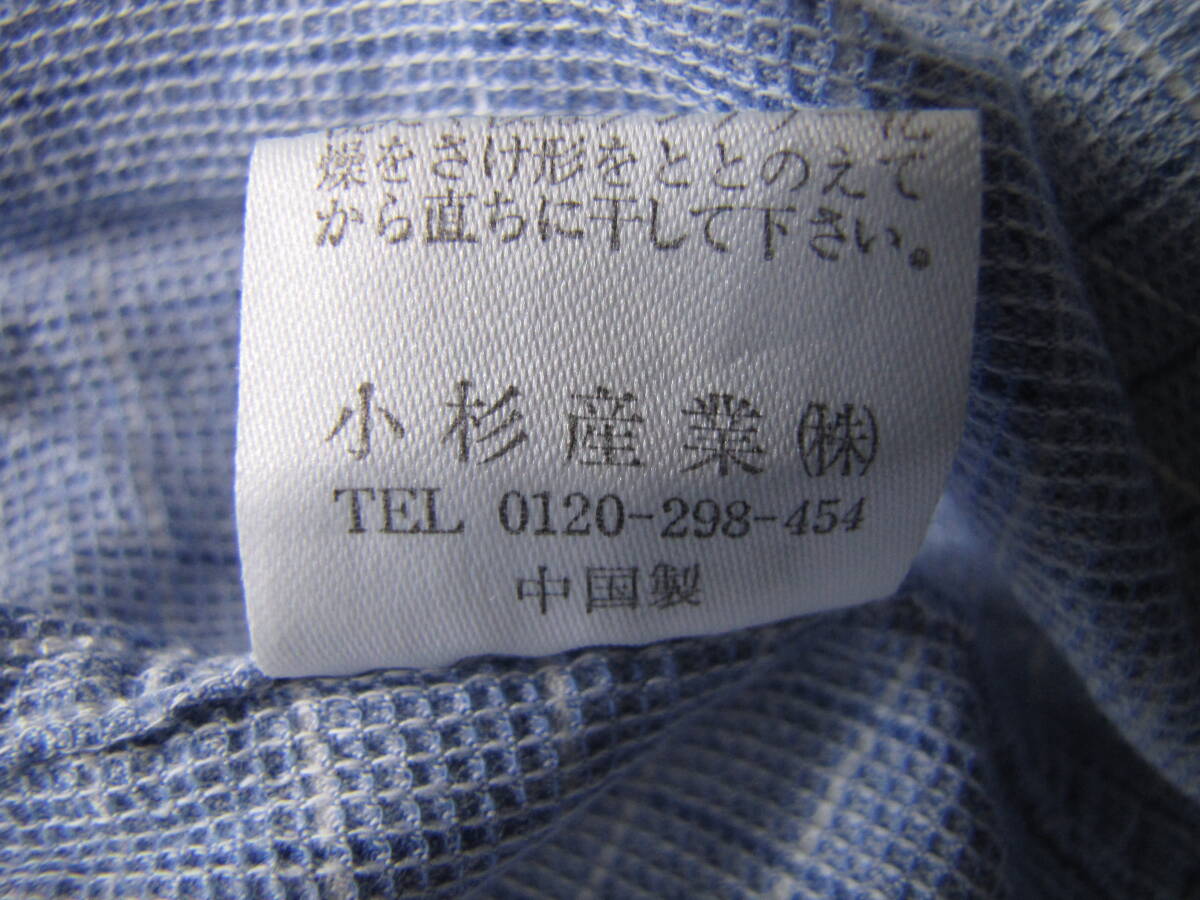 燥をさけ形をととのえて
から直ちに干して下さい。
小杉産業㈱
TEL 0120-298-454
中国製